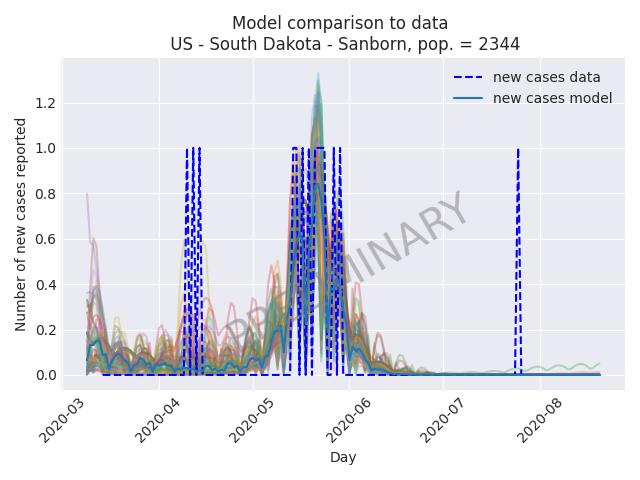 Model comparison to data
US - South Dakota - Sanborn, pop. = 2344
new cases data
new cases model
Number of new cases reported
1.2
1.0
0.8
0.6
0.4
0.2
0.0
PRELIMINARY
2020-03
2020-04
2020-05
2020-06
2020-07
2020-08
Day